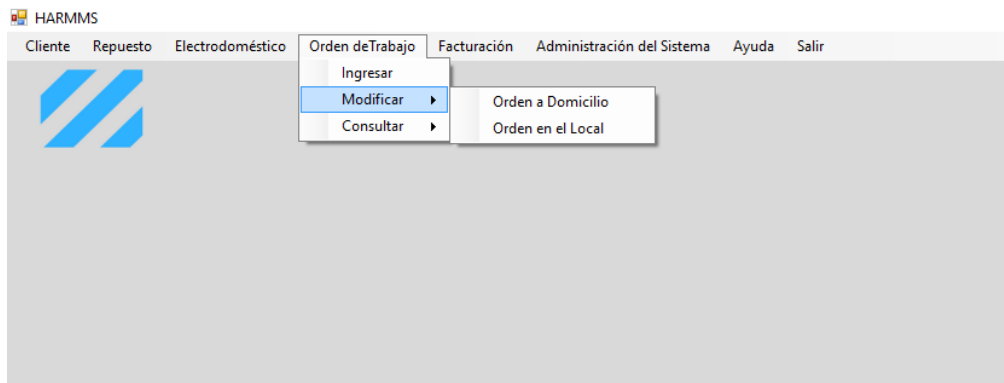 HARMMS
Cliente Repuesto Electrodoméstico Orden deTrabajo Facturación Administración del Sistema Ayuda Salir
Ingresar
Modificar Orden a Domicilio
Consultar Orden en el Local